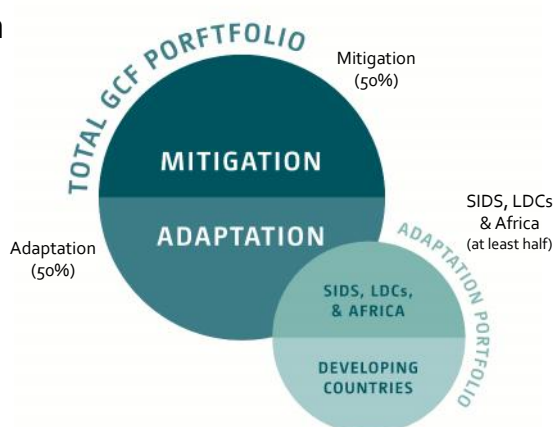 TOTAL GCF PORFTFOLIO
Mitigation
(50%)
MITIGATION
ADAPTATION
Adaptation
(50%)
SIDS, LDCs
& Africa
(at least half)
ADAPTATION PORTFOLIO
SIDS, LDCs,
& AFRICA
DEVELOPING
COUNTRIES